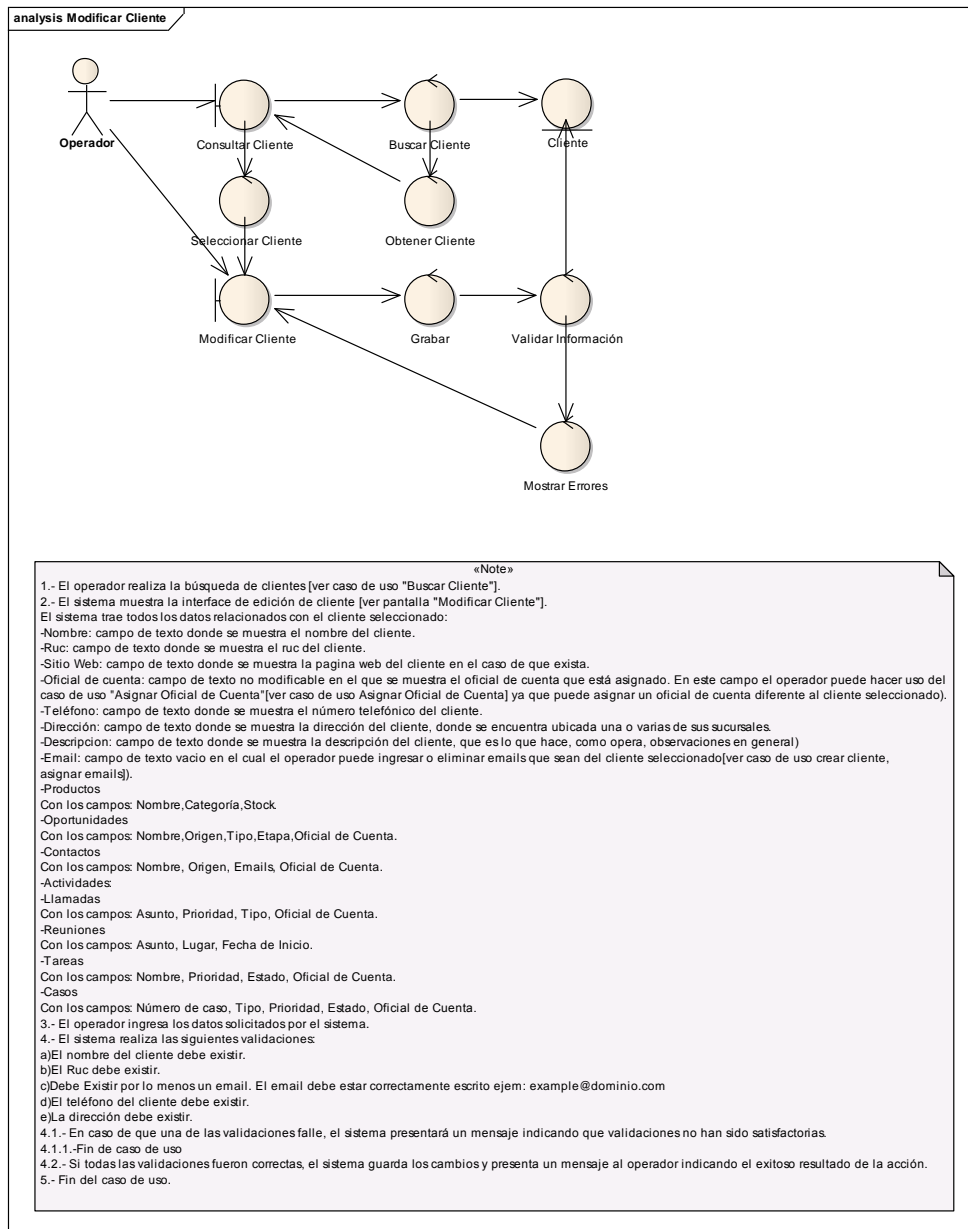 analysis Modificar Cliente
Operador
Consultar Cliente
Buscar Cliente
Cliente
Seleccionar Cliente
Obtener Cliente
Modificar Cliente
Grabar
Validar Información
Mostrar Errores
«Note»
1.- El operador realiza la búsqueda de clientes [ver caso de uso "Buscar Cliente"].
2.- El sistema muestra la interface de edición de cliente [ver pantalla "Modificar Cliente"].
El sistema trae todos los datos relacionados con el cliente seleccionado:
-Nombre: campo de texto donde se muestra el nombre del cliente.
-Ruc: campo de texto donde se muestra el ruc del cliente.
-Sitio Web: campo de texto donde se muestra la pagina web del cliente en el caso de que exista.
-Oficial de cuenta: campo de texto no modificable en el que se muestra el oficial de cuenta que está asignado. En este campo el operador puede hacer uso del
caso de uso "Asignar Oficial de Cuenta"[ver caso de uso Asignar Oficial de Cuenta] ya que puede asignar un oficial de cuenta diferente al cliente seleccionado).
-Teléfono: campo de texto donde se muestra el número telefónico del cliente.
-Dirección: campo de texto donde se muestra la dirección del cliente, donde se encuentra ubicada una o varias de sus sucursales.
-Descripcion: campo de texto donde se muestra la descripción del cliente, que es lo que hace, como opera, observaciones en general)
-Email: campo de texto vacio en el cual el operador puede ingresar o eliminar emails que sean del cliente seleccionado[ver caso de uso crear cliente,
asignar emails]).
-Productos
Con los campos: Nombre,Categoría,Stock.
-Oportunidades
Con los campos: Nombre,Origen,Tipo,Etapa,Oficial de Cuenta.
-Contactos
Con los campos: Nombre, Origen, Emails, Oficial de Cuenta.
-Actividades:
-Llamadas
Con los campos: Asunto, Prioridad, Tipo, Oficial de Cuenta.
-Reuniones
Con los campos: Asunto, Lugar, Fecha de Inicio.
-Tareas
Con los campos: Nombre, Prioridad, Estado, Oficial de Cuenta.
-Casos
Con los campos: Número de caso, Tipo, Prioridad, Estado, Oficial de Cuenta.
3.- El operador ingresa los datos solicitados por el sistema.
4.- El sistema realiza las siguientes validaciones:
a)El nombre del cliente debe existir.
b)El Ruc debe existir.
c)Debe Existir por lo menos un email. El email debe estar correctamente escrito ejem: example@dominio.com
d)El teléfono del cliente debe existir.
e)La dirección debe existir.
4.1.- En caso de que una de las validaciones falle, el sistema presentará un mensaje indicando que validaciones no han sido satisfactorias.
4.1.1.-Fin de caso de uso
4.2.- Si todas las validaciones fueron correctas, el sistema guarda los cambios y presenta un mensaje al operador indicando el exitoso resultado de la acción.
5.- Fin del caso de uso.